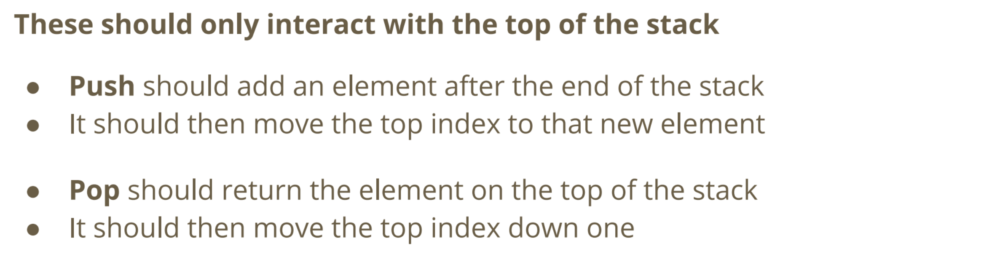 These should only interact with the top of the stack
● Push should add an element after the end of the stack
● It should then move the top index to that new element
● Pop should return the element on the top of the stack
● It should then move the top index down one